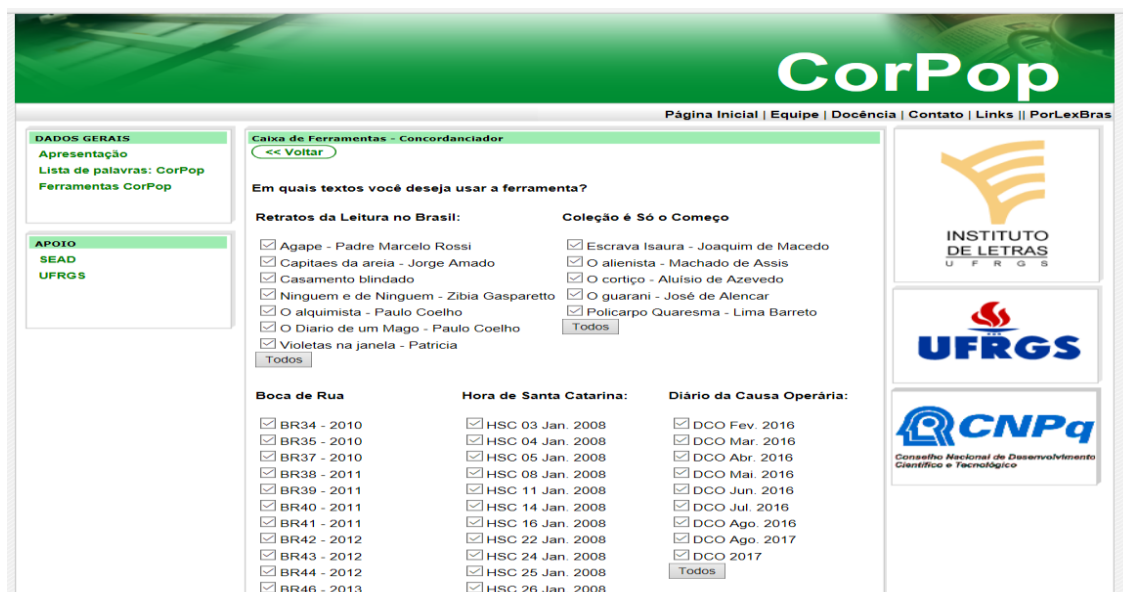 CorPop
Página Inicial | Equipe | Docência | Contato | Links || PorLexBras
DADOS GERAIS
Apresentação
Lista de palavras: CorPop
Ferramentas CorPop
APOIO
SEAD
UFRGS
Caixa de Ferramentas - Concordanciador
<< Voltar
Em quais textos você deseja usar a ferramenta?
Retratos da Leitura no Brasil:
Agape - Padre Marcelo Rossi
Capitaes da areia - Jorge Amado
Casamento blindado
Ninguem e de Ninguem - Zibia Gasparetto
O alquimista - Paulo Coelho
O Diario de um Mago - Paulo Coelho
Violetas na janela - Patricia
Todos
Coleção é Só o Começo
Escrava Isaura - Joaquim de Macedo
O alienista - Machado de Assis
O cortiço - Aluísio de Azevedo
O guarani - José de Alencar
Policarpo Quaresma - Lima Barreto
Todos
Boca de Rua
BR34 - 2010
BR35 - 2010
BR37 - 2010
BR38 - 2011
BR39 - 2011
BR40 - 2011
BR41 - 2011
BR42 - 2012
BR43 - 2012
BR44 - 2012
BR46 - 2013
Hora de Santa Catarina:
HSC 03 Jan. 2008
HSC 04 Jan. 2008
HSC 05 Jan. 2008
HSC 08 Jan. 2008
HSC 11 Jan. 2008
HSC 14 Jan. 2008
HSC 16 Jan. 2008
HSC 22 Jan. 2008
HSC 24 Jan. 2008
HSC 25 Jan. 2008
HSC 26 Jan. 2008
Diário da Causa Operária:
DCO Fev. 2016
DCO Mar. 2016
DCO Abr. 2016
DCO Mai. 2016
DCO Jun. 2016
DCO Jul. 2016
DCO Ago. 2016
DCO Ago. 2017
DCO 2017
Todos
INSTITUTO
DE LETRAS
UFRGS
UFRGS
CNPq
Conselho Nacional de Desenvolvimento
Científico e Tecnológico